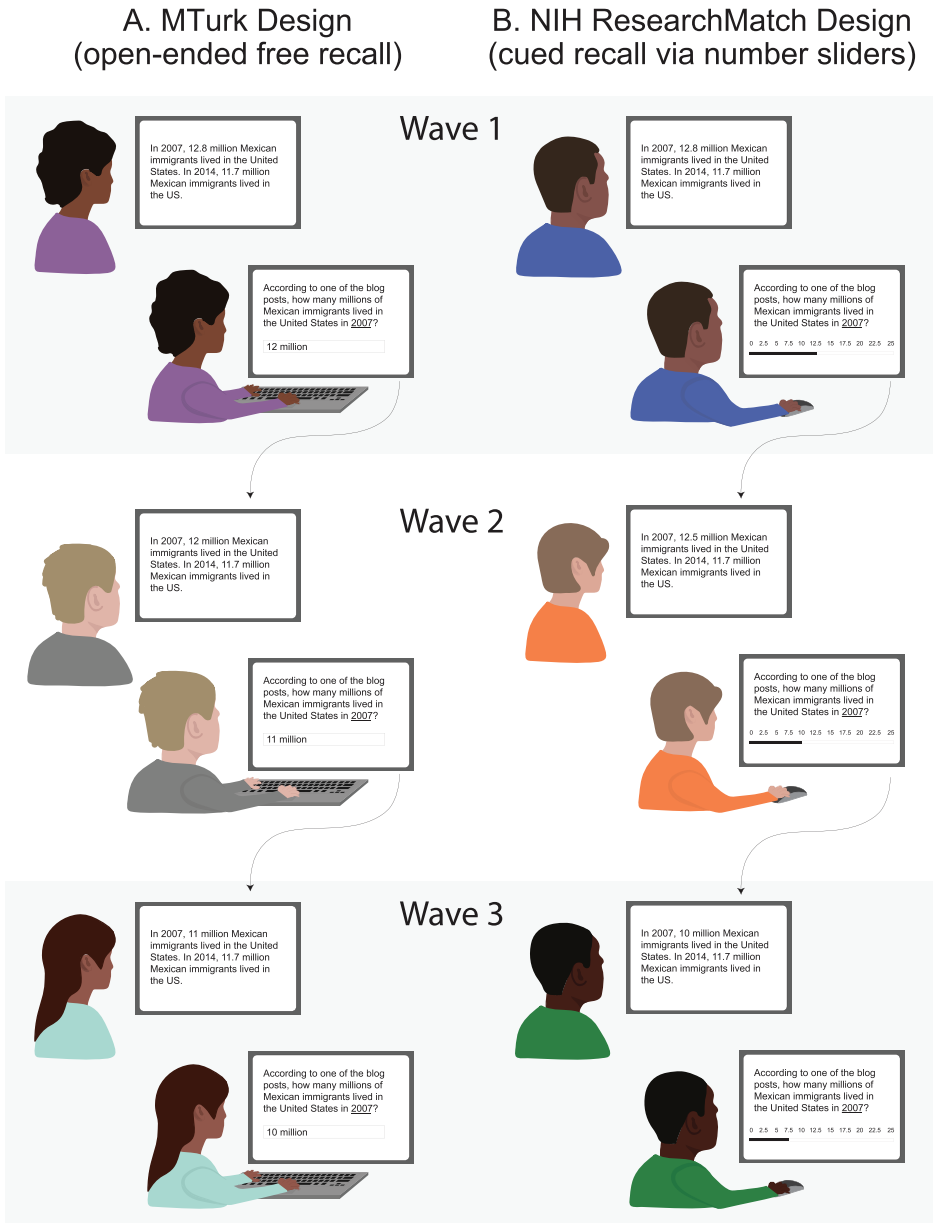 A. MTurk Design
(open-ended free recall)
B. NIH ResearchMatch Design
(cued recall via number sliders)
Wave 1
In 2007, 12.8 million Mexican
immigrants lived in the United
States. In 2014, 11.7 million
Mexican immigrants lived in
the US.
According to one of the blog
posts, how many millions of
Mexican immigrants lived in
the United States in 2007?
12 million
In 2007, 12.8 million Mexican
immigrants lived in the United
States. In 2014, 11.7 million
Mexican immigrants lived in
the US.
According to one of the blog
posts, how many millions of
Mexican immigrants lived in
the United States in 2007?
0 2.5 5 7.5 10 12.5 15 17.5 20 22.5 25
Wave 2
In 2007, 12 million Mexican
immigrants lived in the United
States. In 2014, 11.7 million
Mexican immigrants lived in
the US.
According to one of the blog
posts, how many millions of
Mexican immigrants lived in
the United States in 2007?
11 million
In 2007, 12.5 million Mexican
immigrants lived in the United
States. In 2014, 11.7 million
Mexican immigrants lived in
the US.
According to one of the blog
posts, how many millions of
Mexican immigrants lived in
the United States in 2007?
0 2.5 5 7.5 10 12.5 15 17.5 20 22.5 25
Wave 3
In 2007, 11 million Mexican
immigrants lived in the United
States. In 2014, 11.7 million
Mexican immigrants lived in
the US.
According to one of the blog
posts, how many millions of
Mexican immigrants lived in
the United States in 2007?
10 million
In 2007, 10 million Mexican
immigrants lived in the United
States. In 2014, 11.7 million
Mexican immigrants lived in
the US.
According to one of the blog
posts, how many millions of
Mexican immigrants lived in
the United States in 2007?
0 2.5 5 7.5 10 12.5 15 17.5 20 22.5 25